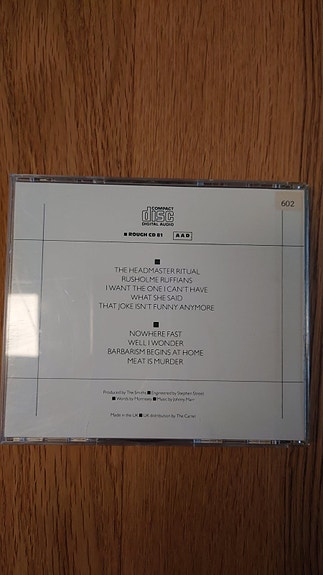 602
COMPACT
disc
DIGITAL AUDIO
■ ROUGH CD 81 AAD
■
THE HEADMASTER RITUAL
RUSHOLME RUFFIANS
I WANT THE ONE I CAN'T HAVE
WHAT SHE SAID
THAT JOKE ISN'T FUNNY ANYMORE
■
NOWHERE FAST
WELL I WONDER
BARBARISM BEGINS AT HOME
MEAT IS MURDER
Produced by The Smiths ■ Engineered by Stephen Street
■ Words by Morrissey ■ Music by Johnny Marr
Made in the UK ■ UK distribution by The Cartel